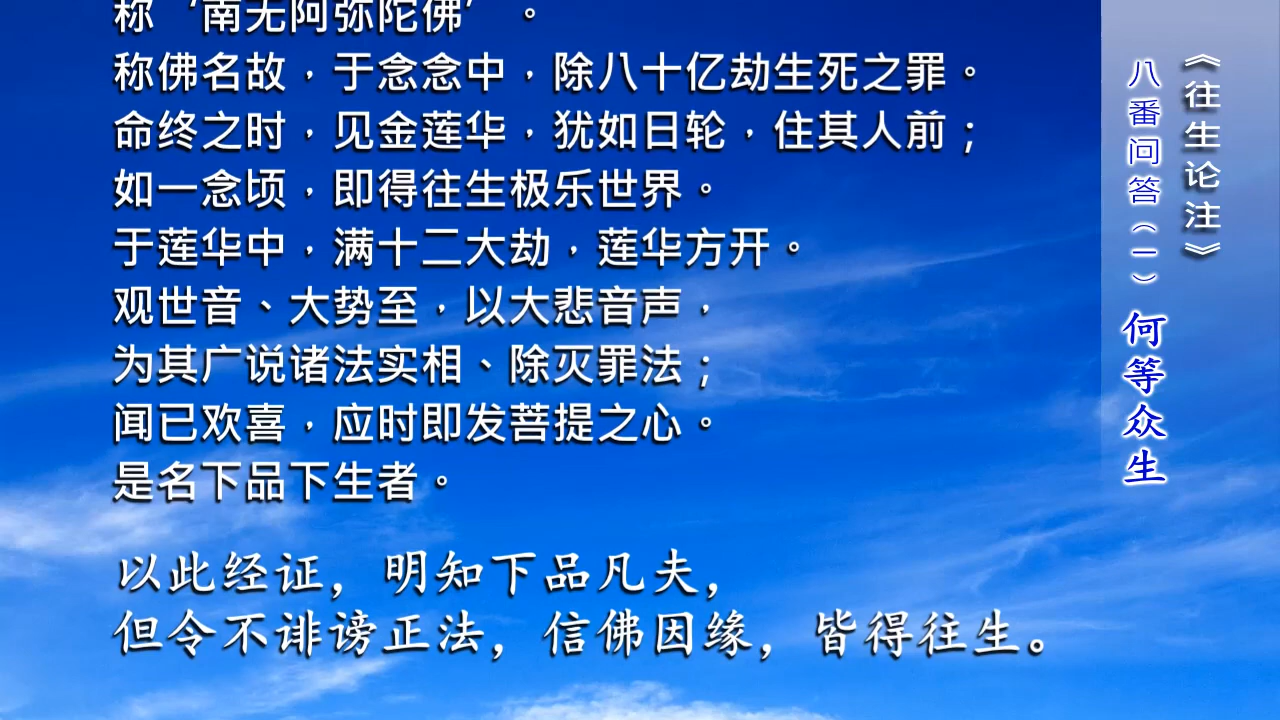 称‘南无阿弥陀佛’。
称佛名故，于念念中，除八十亿劫生死之罪。
命终之时，见金莲华，犹如日轮，住其人前；
如一念顷，即得往生极乐世界。
于莲华中，满十二大劫，莲华方开。
观世音、大势至，以大悲音声，
为其广说诸法实相、除灭罪法；
闻已欢喜，应时即发菩提之心。
是名下品下生者。
以此经证，明知下品凡夫，
但令不诽谤正法，信佛因缘，皆得往生。
《往生论注》
八番问答（一）何等众生